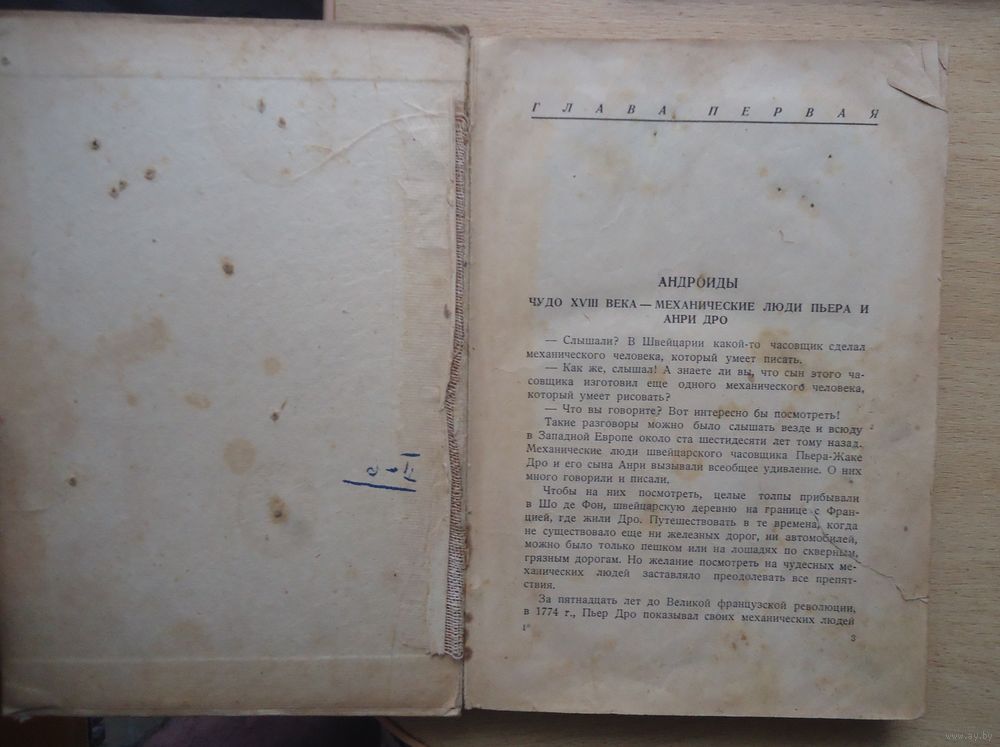 ГЛАВА ПЕРВАЯ
АНДРОИДЫ
ЧУДО XVIII ВЕКА — МЕХАНИЧЕСКИЕ ЛЮДИ ПЬЕРА И
АНРИ ДРО
— Слышали? В Швейцарии какой-то часовщик сделал
механического человека, который умеет писать.
— Как же, слышал! А знаете ли вы, что сын этого ча-
совщика изготовил еще одного механического человека,
который умеет рисовать?
— Что вы говорите? Вот интересно бы посмотреть!
Такие разговоры можно было слышать везде и всюду
в Западной Европе около ста шестидесяти лет тому назад.
Механические люди швейцарского часовщика Пьера-Жаке
Дро и его сына Анри вызывали всеобщее удивление. О них
много говорили и писали.
Чтобы на них посмотреть, целые толпы прибывали
в Шо де Фон, швейцарскую деревню на границе с Фран-
цией, где жили Дро. Путешествовать в те времена, когда
не существовало еще ни железных дорог, ни автомобилей,
можно было только пешком или на лошадях по скверным,
грязным дорогам. Но желание посмотреть на чудесных ме-
ханических людей заставляло преодолевать все препят-
ствия.
За пятнадцать лет до Великой французской революции,
в 1774 г., Пьер Дро показывал своих механических людей
1*
3
www.ay.by